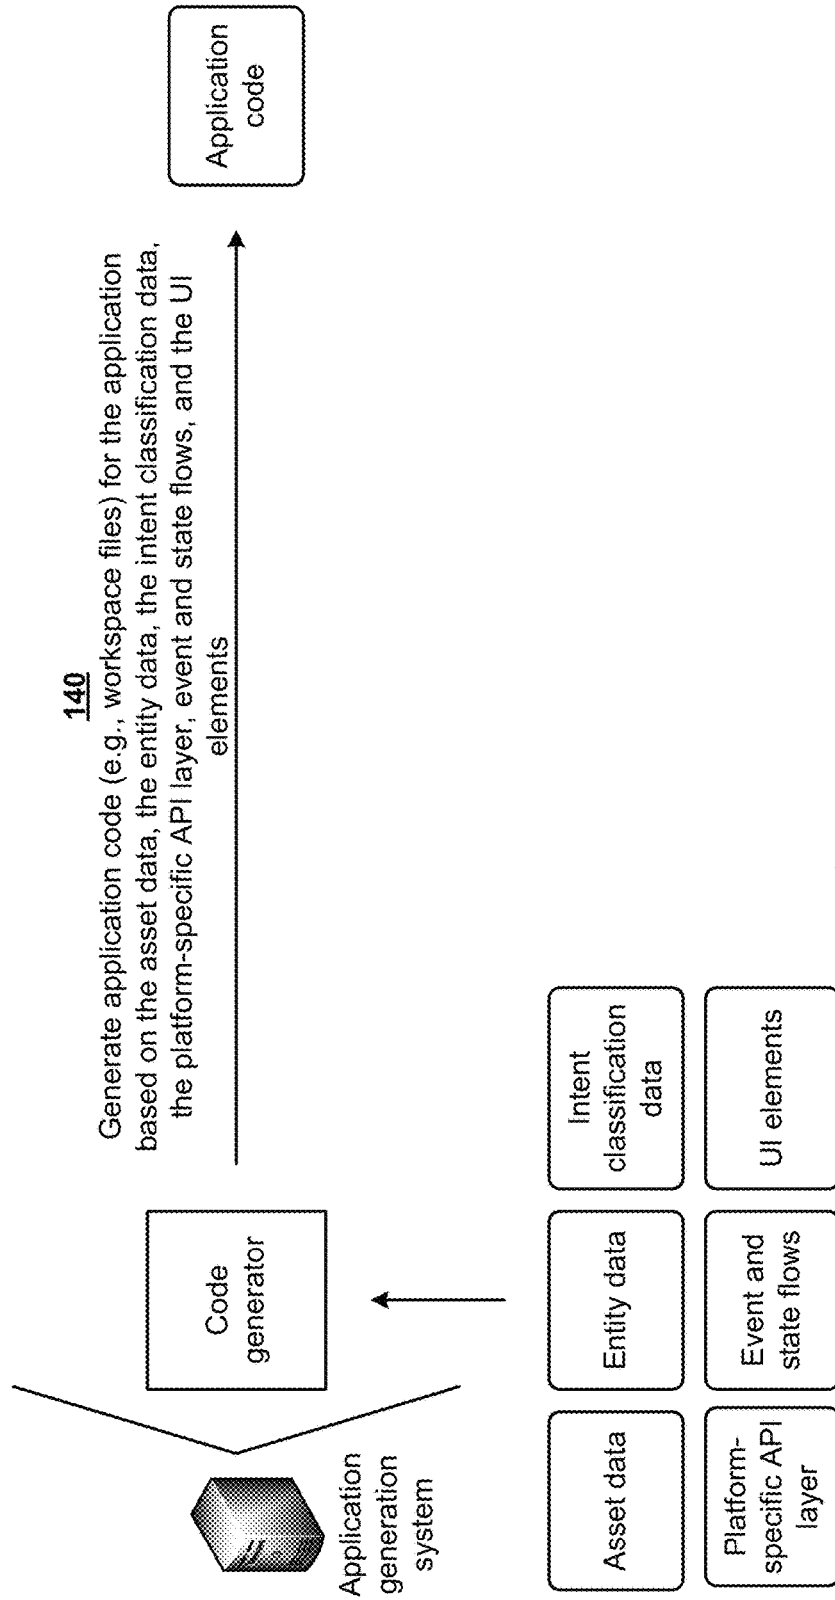 140
Generate application code (e.g., workspace files) for the application
based on the asset data, the entity data, the intent classification data,
the platform-specific API layer, event and state flows, and the UI
elements
Application
generation
system
Code
generator
Application
code
Asset data
Entity data
Intent
classification
data
Platform-
specific API
layer
Event and
state flows
UI elements